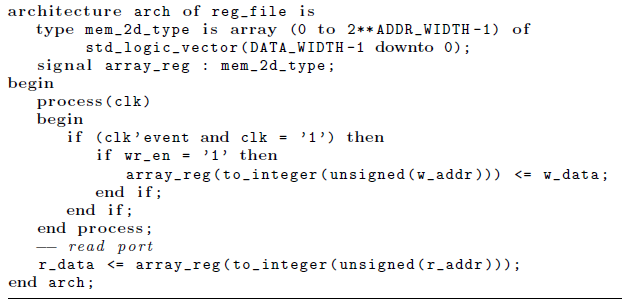 architecture arch of reg_file is
type mem_2d_type is array (0 to 2**ADDR_WIDTH-1) of
std_logic_vector(DATA_WIDTH-1 downto 0);
signal array_reg : mem_2d_type;
begin
process(clk)
begin
if (clk'event and clk = '1') then
if wr_en = '1' then
array_reg(to_integer(unsigned(w_addr))) <= w_data;
end if;
end if;
end process;
-- read port
r_data <= array_reg(to_integer(unsigned(r_addr)));
end arch;